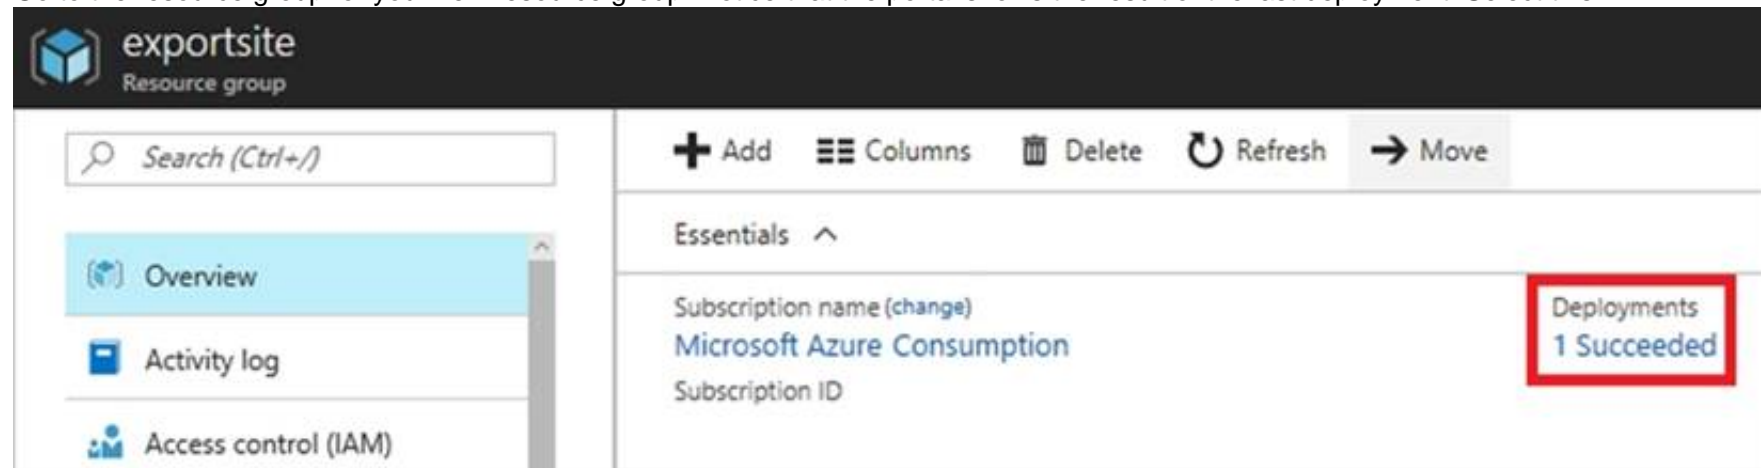 exportsite
Resource group
Search (Ctrl+/)
Overview
Activity log
Access control (IAM)
Add Columns Delete Refresh Move
Essentials
Subscription name (change)
Microsoft Azure Consumption
Subscription ID
Deployments
1 Succeeded